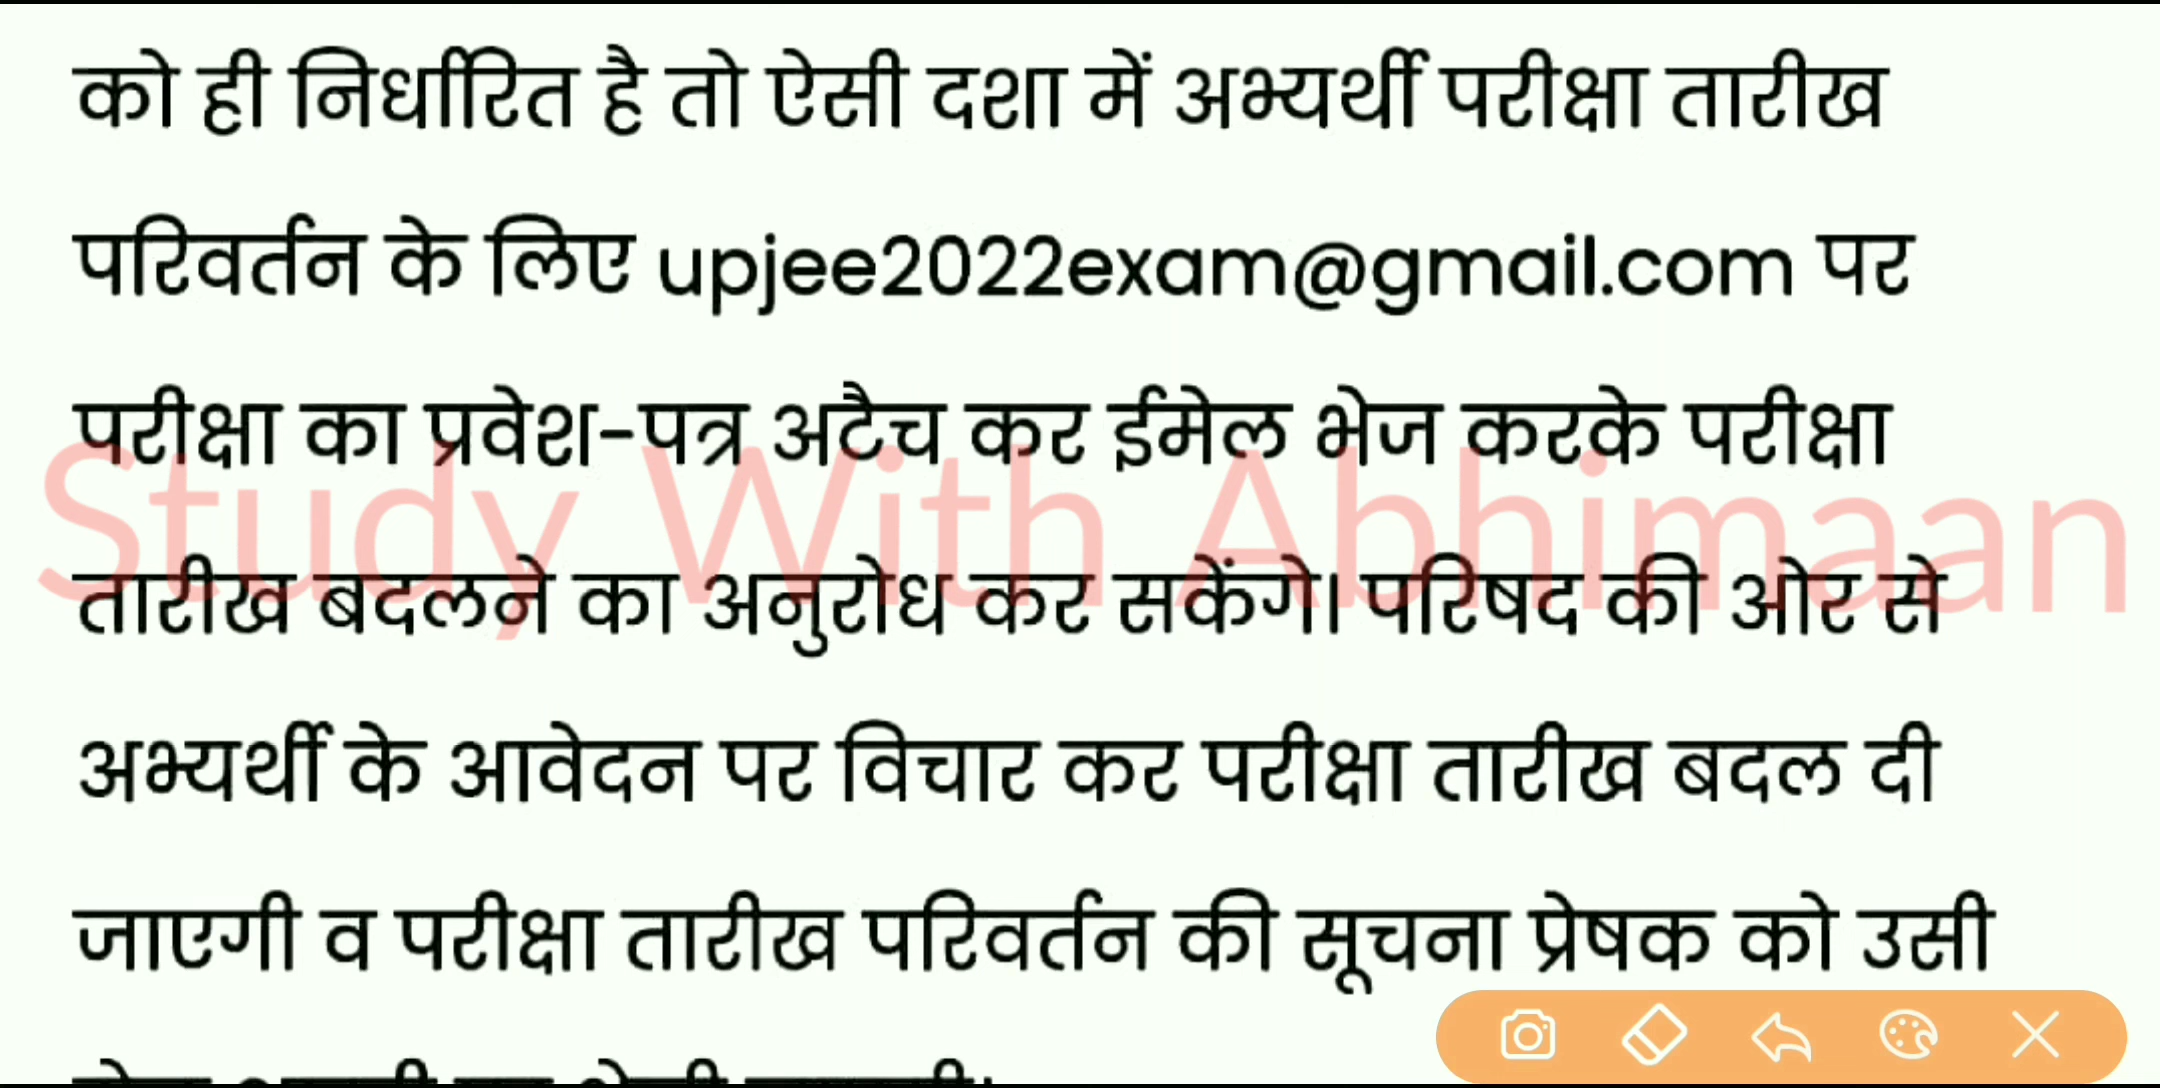 को ही निर्धारित है तो ऐसी दशा में अभ्यर्थी परीक्षा तारीख
परिवर्तन के लिए upjee2022exam@gmail.com पर
परीक्षा का प्रवेश-पत्र अटैच कर ईमेल भेज करके परीक्षा
Study With Abhimaan
तारीख बदलने का अनुरोध कर सकेंगे। परिषद की ओर से
अभ्यर्थी के आवेदन पर विचार कर परीक्षा तारीख बदल दी
जाएगी व परीक्षा तारीख परिवर्तन की सूचना प्रेषक को उसी